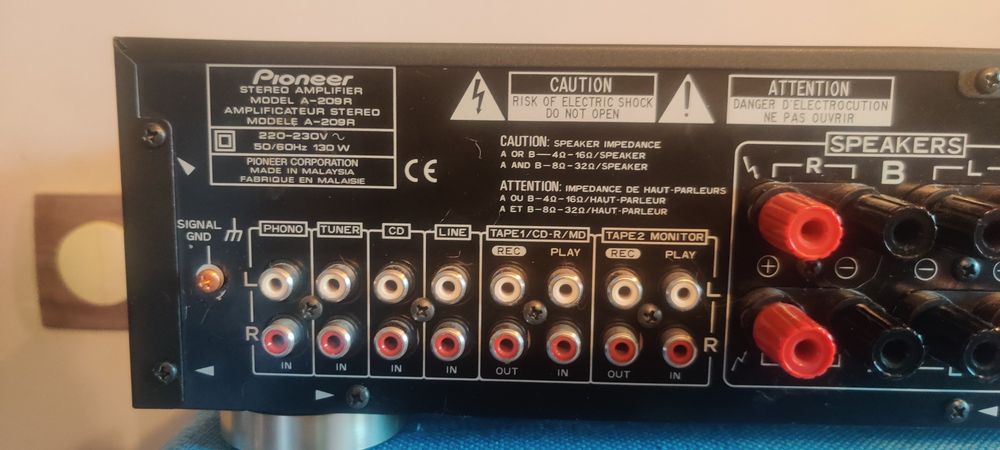 Pioneer
STEREO AMPLIFIER
MODEL A-209R
AMPLIFICATEUR STEREO
MODELE A-209R
220-230V ~
50/60Hz 130 W
PIONEER CORPORATION
MADE IN MALAYSIA
FABRIQUE EN MALAISIE
CE
CAUTION
RISK OF ELECTRIC SHOCK
DO NOT OPEN
ATTENTION
DANGER D'ELECTROCUTION
NE PAS OUVRIR
CAUTION: SPEAKER IMPEDANCE
A OR B—4Ω-16Ω/SPEAKER
A AND B-8Ω-32Ω/SPEAKER
ATTENTION: IMPEDANCE DE HAUT-PARLEURS
A OU B-4Ω-16Ω/HAUT-PARLEUR
A ET B-8Ω-32Ω/HAUT-PARLEUR
SPEAKERS
R B L
SIGNAL
GND
PHONO TUNER CD LINE TAPE1/CD-R/MD TAPE2 MONITOR
REC PLAY REC PLAY
L L
R R
IN IN IN IN OUT IN OUT IN
+ - -